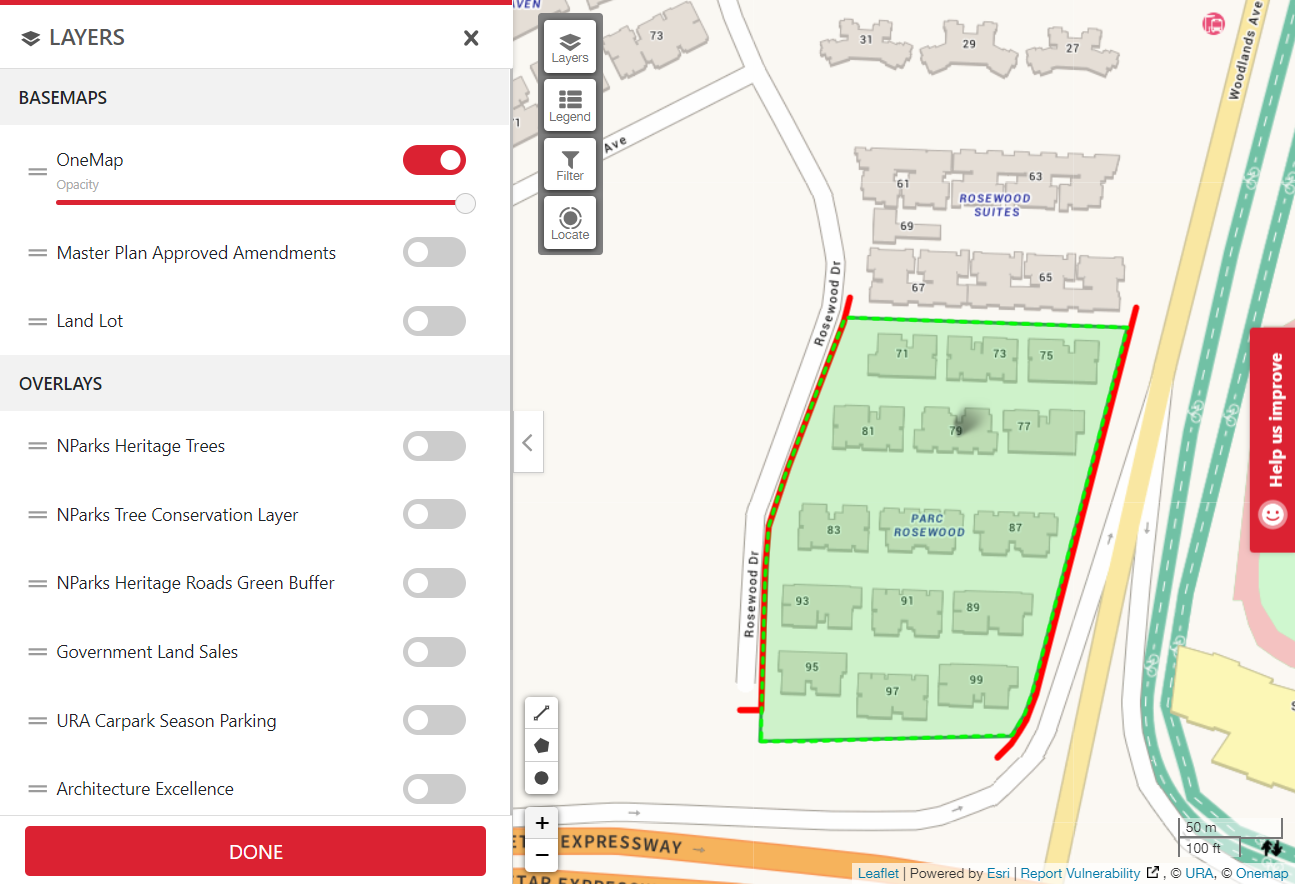 LAYERS
BASEMAPS
OneMap
Opacity
Master Plan Approved Amendments
Land Lot
OVERLAYS
NParks Heritage Trees
NParks Tree Conservation Layer
NParks Heritage Roads Green Buffer
Government Land Sales
URA Carpark Season Parking
Architecture Excellence
DONE
Layers
Legend
Filter
Locate
73
Ave
31
29
27
Woodlands Ave
61
63
ROSEWOOD
SUITES
69
67
65
Rosewood Dr
71
73
75
81
79
77
83
PARC
ROSEWOOD
87
Rosewood Dr
93
91
89
95
97
99
Help us improve
+
−
EXPRESSWAY
50 m
100 ft
Leaflet | Powered by Esri | Report Vulnerability , © URA, © Onemap